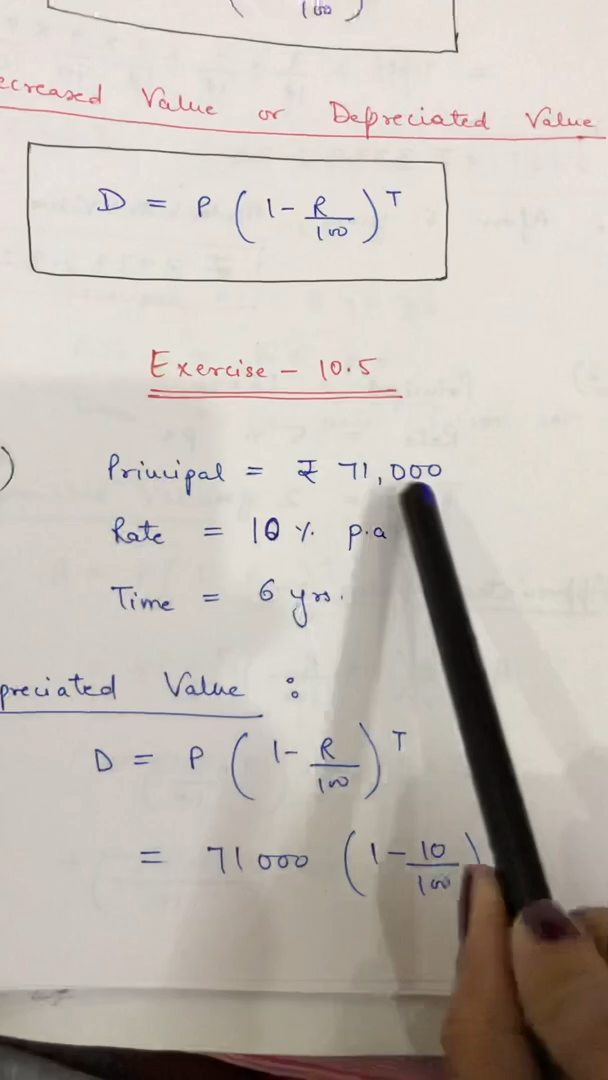 100 )
ecreased Value or Depreciated Value
D = P ( 1 - R/100 )^T
Exercise - 10.5
) Principal = ₹ 71,000
Rate = 10 % p.a
Time = 6 yrs.
preciated Value :
D = P ( 1 - R/100 )^T
= 71000 ( 1 - 10/100 )